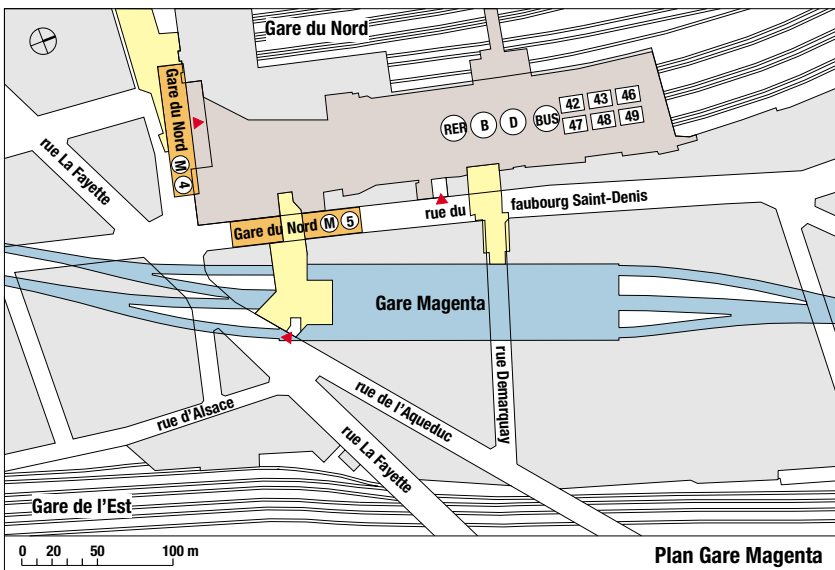 Gare du Nord
Gare du Nord
M
4
rue La Fayette
RER
B
D
BUS
42
43
46
47
48
49
Gare du Nord
M
5
rue du
faubourg Saint-Denis
Gare Magenta
rue Demarquay
rue de l'Aqueduc
rue d'Alsace
rue La Fayette
Gare de l'Est
0 20 50 100 m
Plan Gare Magenta